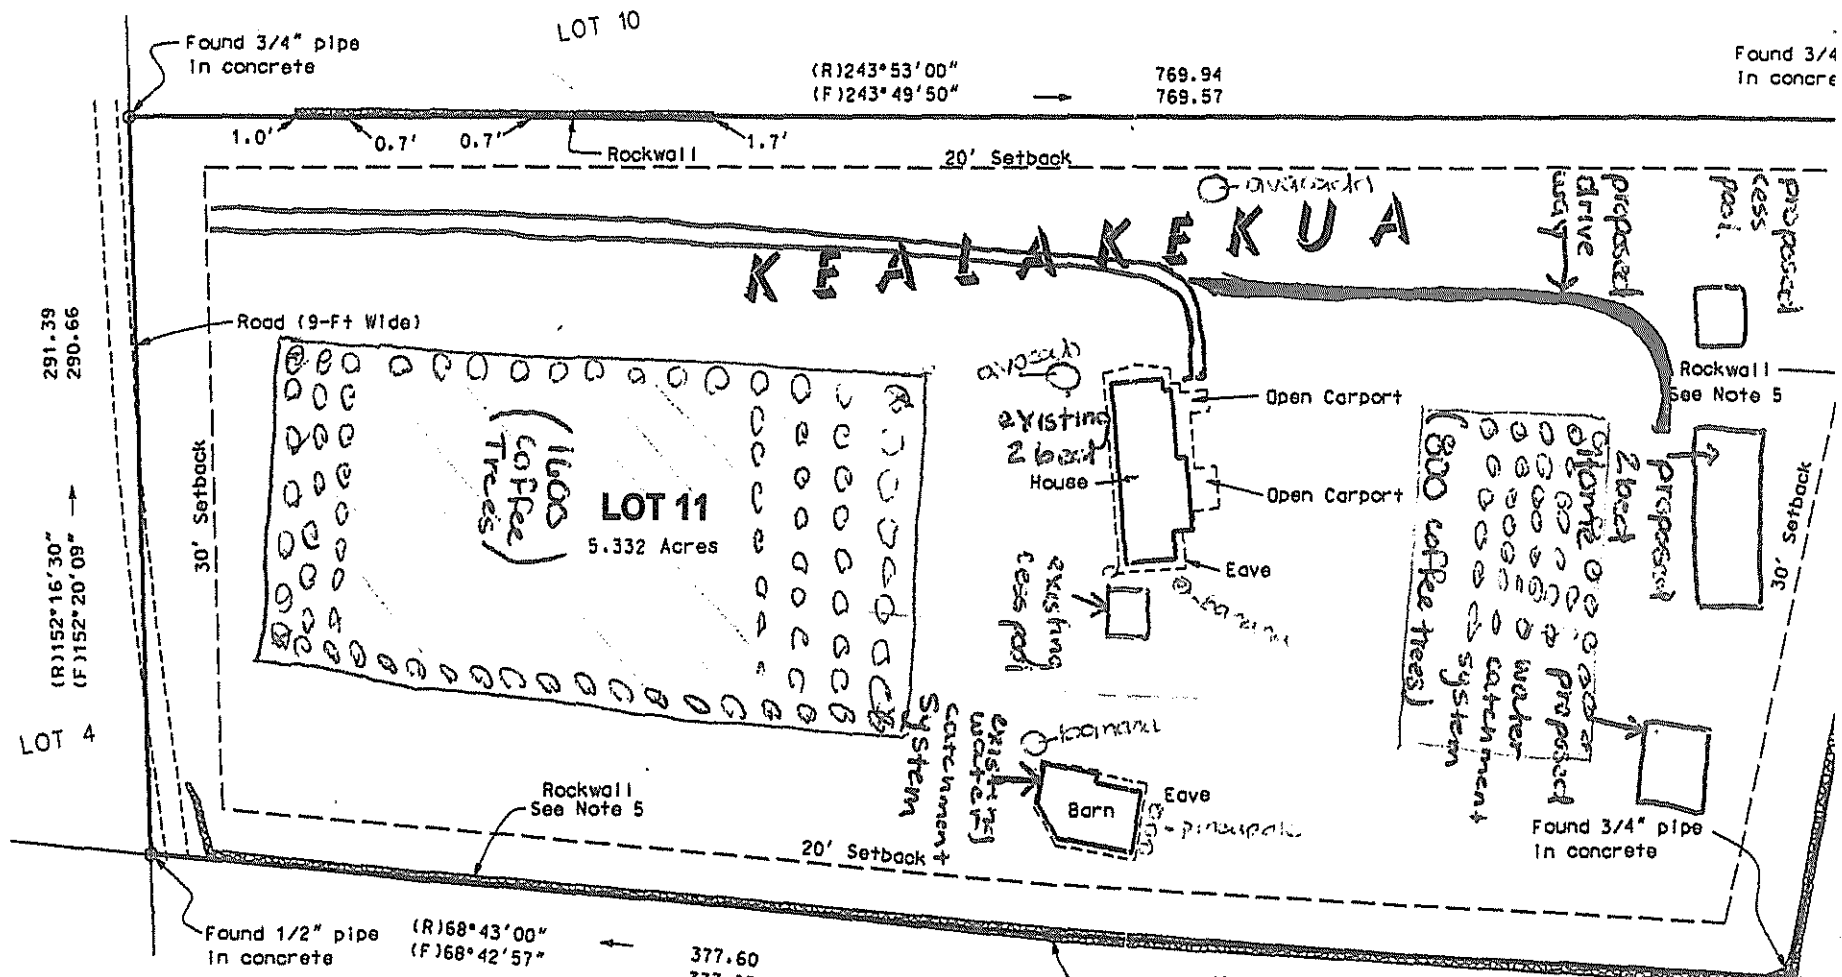 LOT 10
Found 3/4" pipe
in concrete
(R)243°53'00"
(F)243°49'50"
769.94
769.57
Found 3/4
in concre
1.0'
0.7'
0.7'
Rockwall
1.7'
20' Setback
avocado
proposed
drive
way
proposed
cess
pool.
KEALAKEKUA
291.39
290.66
Road (9-Ft Wide)
Rockwall
See Note 5
Open Carport
existing
2 bed
House
Open Carport
(1600
Coffee
Trees)
LOT 11
5.332 Acres
30' Setback
30' Setback
(R)152°16'30"
(F)152°20'09"
proposed
2 bed
(800 coffee trees)
Eave
existing
cess pool
proposed
water
catchment
system
LOT 4
existing
water
catchment
System
Barn
Eave
Rockwall
See Note 5
20' Setback
Found 3/4" pipe
in concrete
Found 1/2" pipe
in concrete
(R)68°43'00"
(F)68°42'57"
377.60